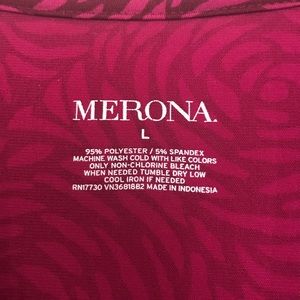 MERONA.
L
95% POLYESTER / 5% SPANDEX
MACHINE WASH COLD WITH LIKE COLORS
ONLY NON-CHLORINE BLEACH
WHEN NEEDED TUMBLE DRY LOW
COOL IRON IF NEEDED
RN17730 VN3681882 MADE IN INDONESIA